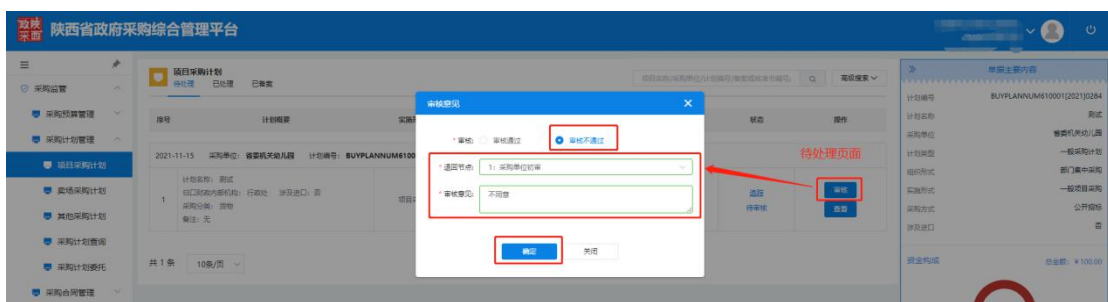 陕西省政府采购综合管理平台
采购监管
采购预算管理
采购计划管理
项目采购计划
卖场采购计划
其他采购计划
采购计划查询
采购计划委托
采购合同管理
项目采购计划
待处理 已处理 已备案
高级搜索
序号 计划概要 状态 操作
2021-11-15 采购单位: 省委机关幼儿园 计划编号: BUYPLANNUM6100
计划名称: 测试
归口财政内部机构: 行政处 涉及进口: 否
采购分类: 货物
备注: 无
1
追踪
待审核
审核
查看
共 1 条 10条/页
审核意见
* 审核: 审核通过 审核不通过
* 退回节点: 1: 采购单位初审
* 审核意见: 不同意
确定 关闭
待处理页面
单据主要内容
计划编号 BUYPLANNUM610001[2021]0284
计划名称 测试
采购单位 省委机关幼儿园
计划类型 一般采购计划
组织形式 部门集中采购
实施形式 一般项目采购
采购方式 公开招标
涉及进口 否
资金构成 总金额: ￥100.00